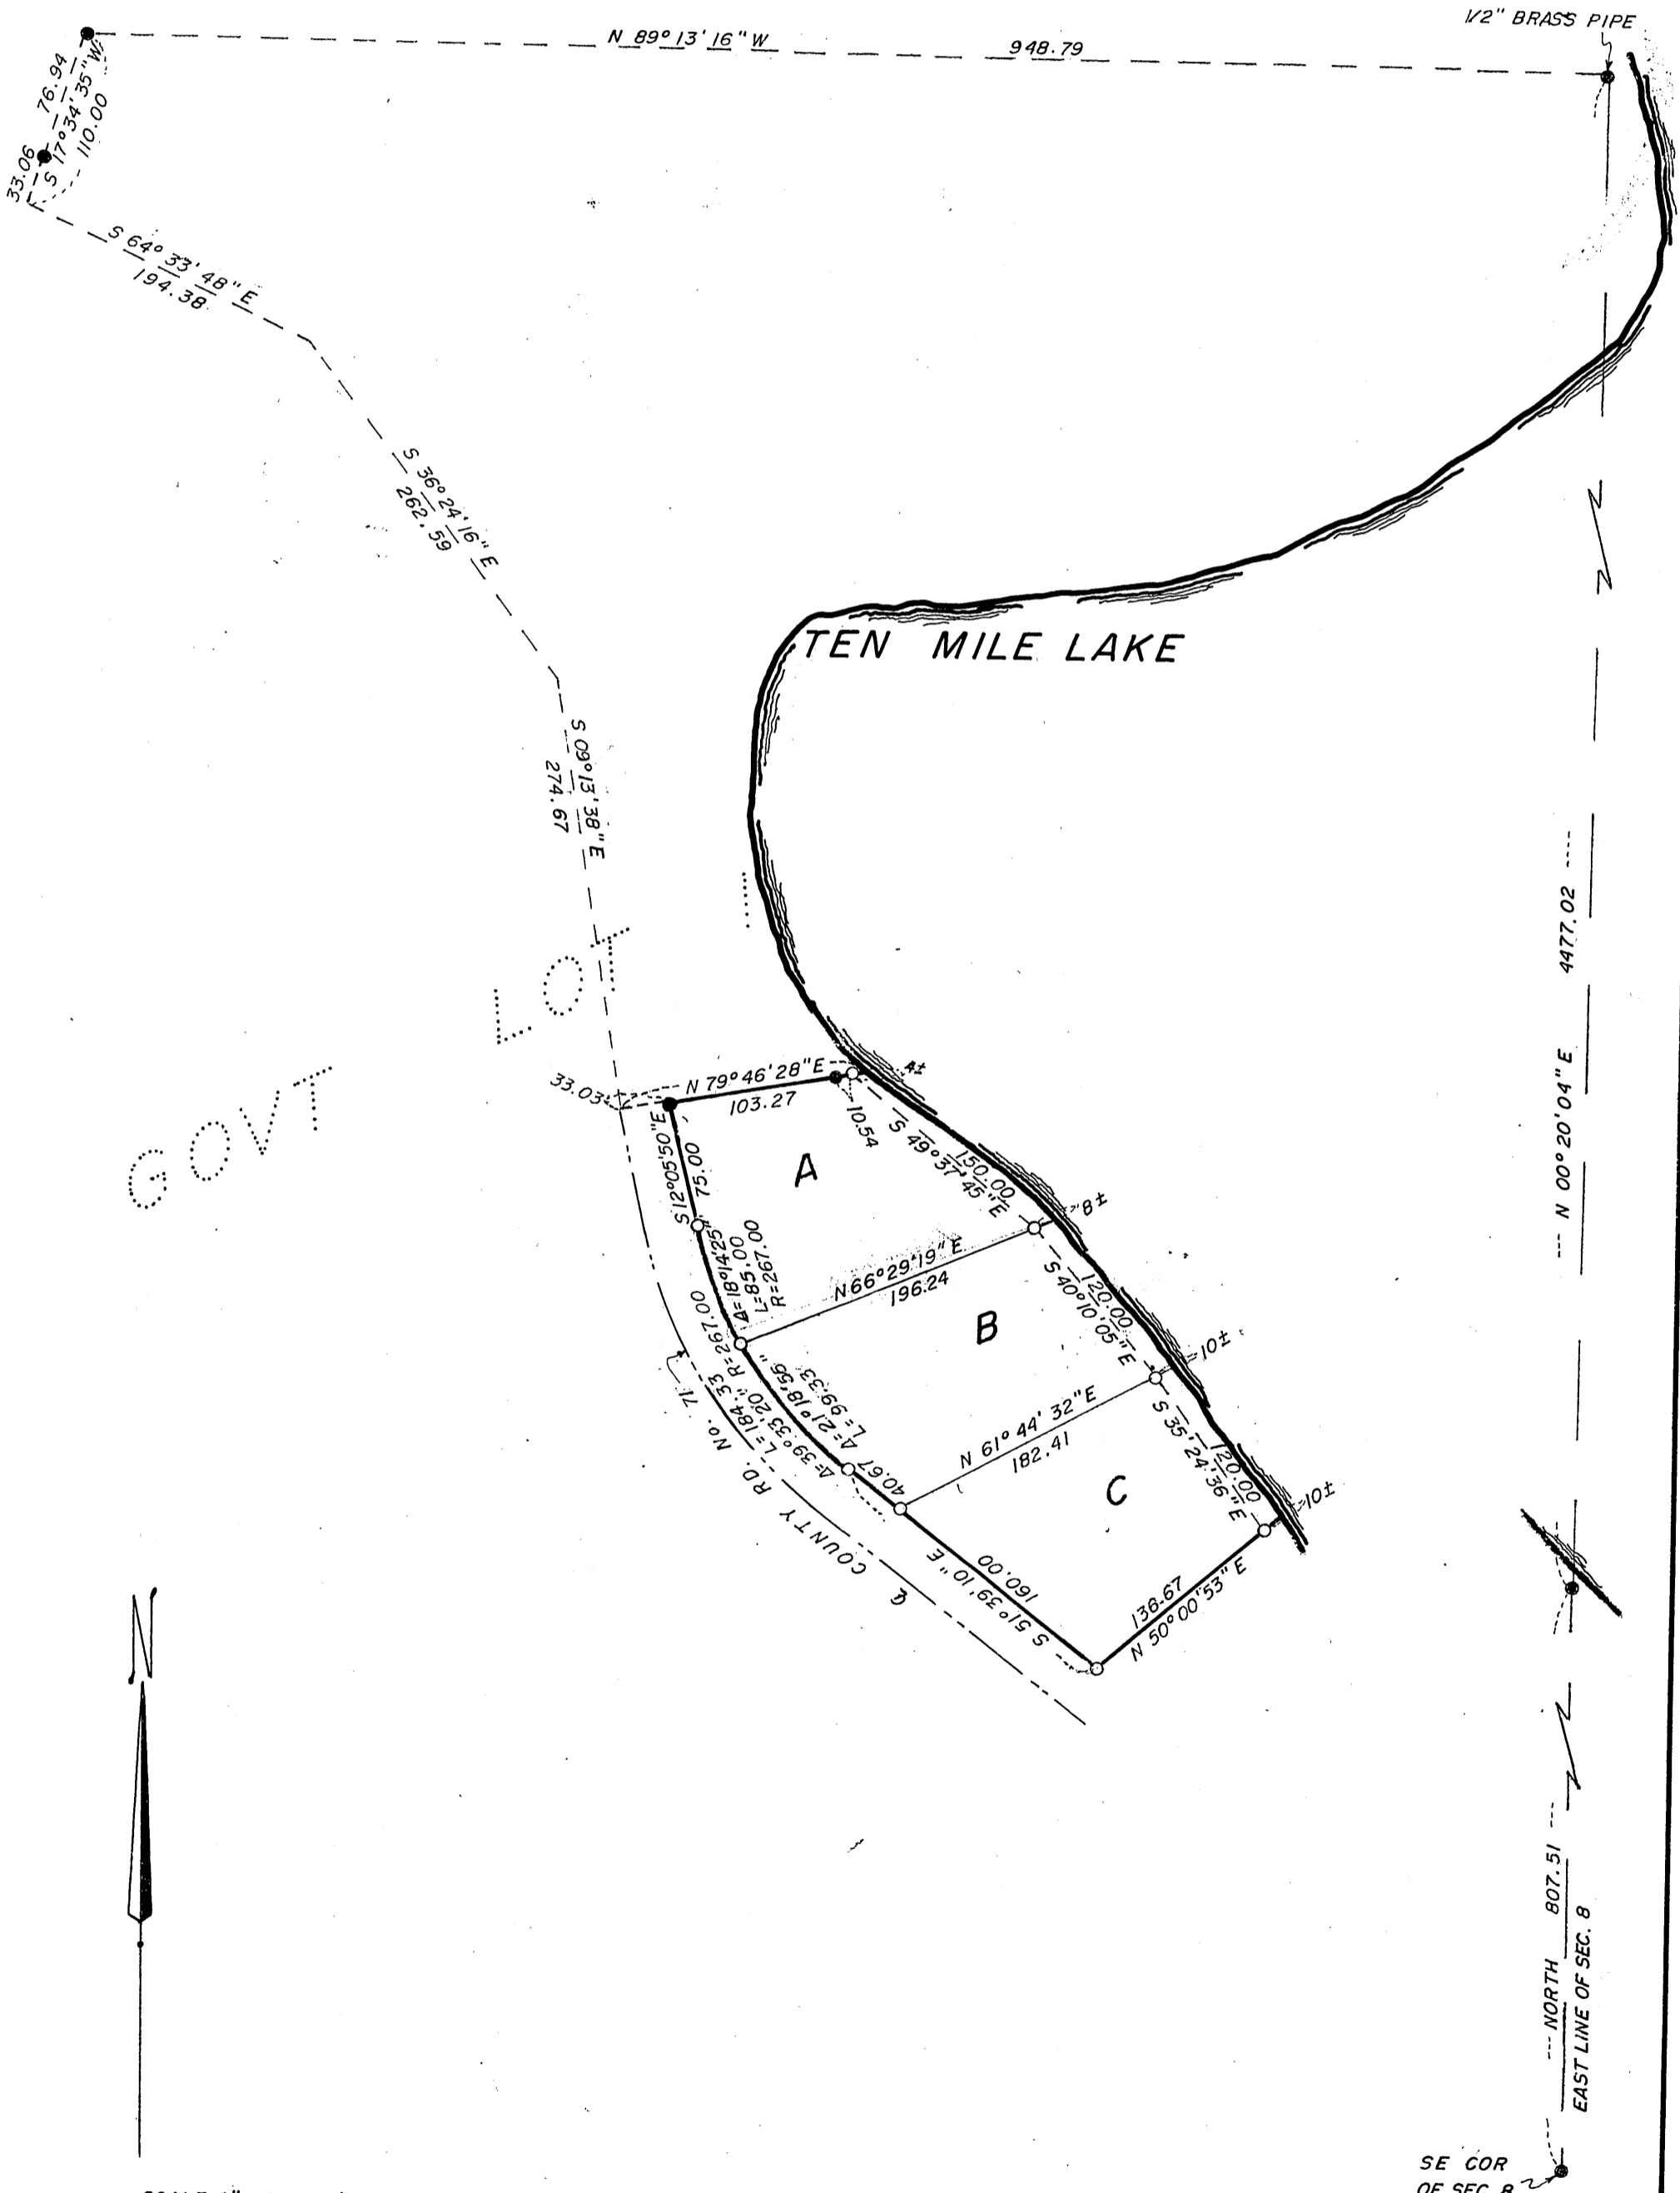 1/2" BRASS PIPE
N 89° 13' 16" W
948.79
76.94
S 17° 34' 35" W
110.00
33.06
S 64° 33' 48" E
194.38
S 36° 24' 16" E
262.59
TEN MILE LAKE
S 09° 13' 38" E
274.67
N 00° 20' 04" E 4477.02
GOVT LOT
33.03
N 79° 46' 28" E
103.27
10.54
4±
S 49° 37' 45" E
150.00
A
S 12° 05' 50" E
75.00
Δ=18°14'25"
L=85.00
R=267.00
8±
N 66° 29' 19" E
196.24
B
S 40° 10' 05" E
120.00
10±
Δ=21°18'56"
L=99.33
Δ=39°33'20" R=267.00
L=184.33
40.67
N 61° 44' 32" E
182.41
C
S 35° 24' 36" E
120.00
10±
COUNTY RD. No. 71
S 51° 39' 10" E
160.00
136.67
N 50° 00' 53" E
N
NORTH 807.51
EAST LINE OF SEC. 8
SE COR
OF SEC. 8